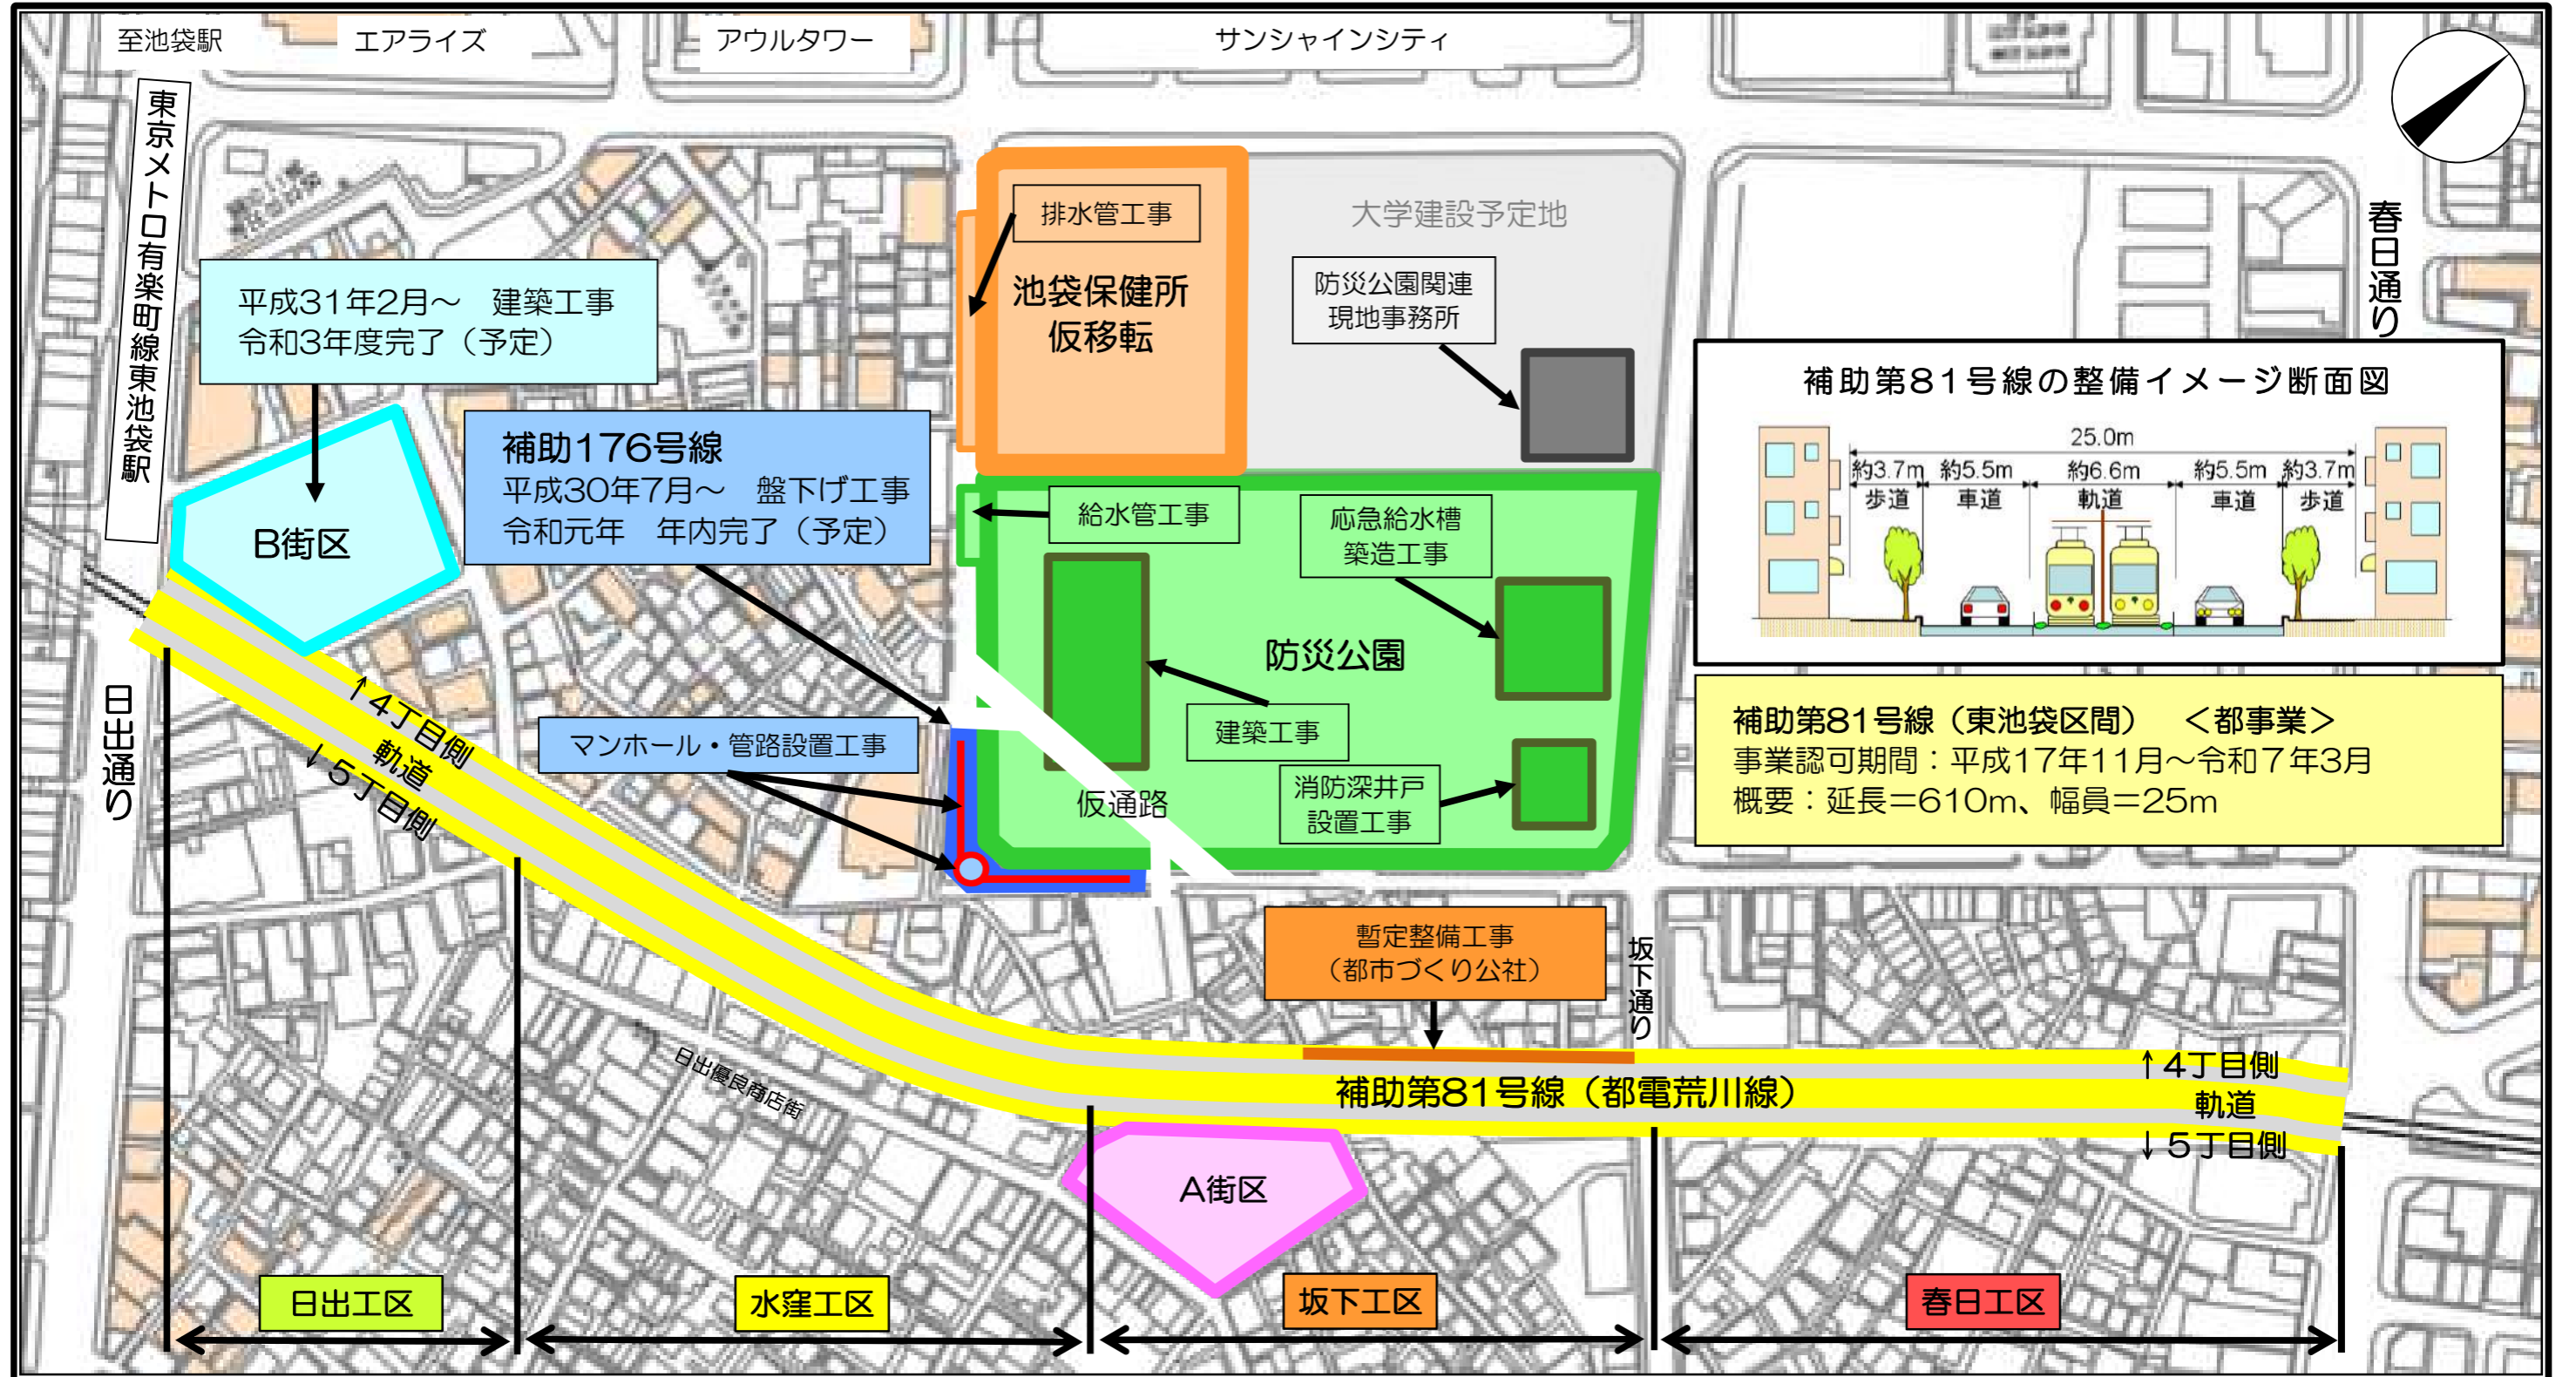 至池袋駅
エアライズ
アウルタワー
サンシャインシティ
東京メトロ有楽町線東池袋駅
春日通り
排水管工事
池袋保健所
仮移転
大学建設予定地
防災公園関連
現地事務所
平成31年2月～　建築工事
令和3年度完了（予定）
B街区
補助176号線
平成30年7月～　盤下げ工事
令和元年　年内完了（予定）
給水管工事
応急給水槽
築造工事
防災公園
建築工事
消防深井戸
設置工事
仮通路
マンホール・管路設置工事
補助第81号線の整備イメージ断面図
25.0m
約3.7m
約5.5m
約6.6m
約5.5m
約3.7m
歩道
車道
軌道
車道
歩道
補助第81号線（東池袋区間）　＜都事業＞
事業認可期間：平成17年11月～令和7年3月
概要：延長＝610m、幅員＝25m
日出通り
↑4丁目側
軌道
↓5丁目側
暫定整備工事
（都市づくり公社）
坂下通り
日出優良商店街
補助第81号線（都電荒川線）
↑4丁目側
軌道
↓5丁目側
A街区
日出工区
水窪工区
坂下工区
春日工区